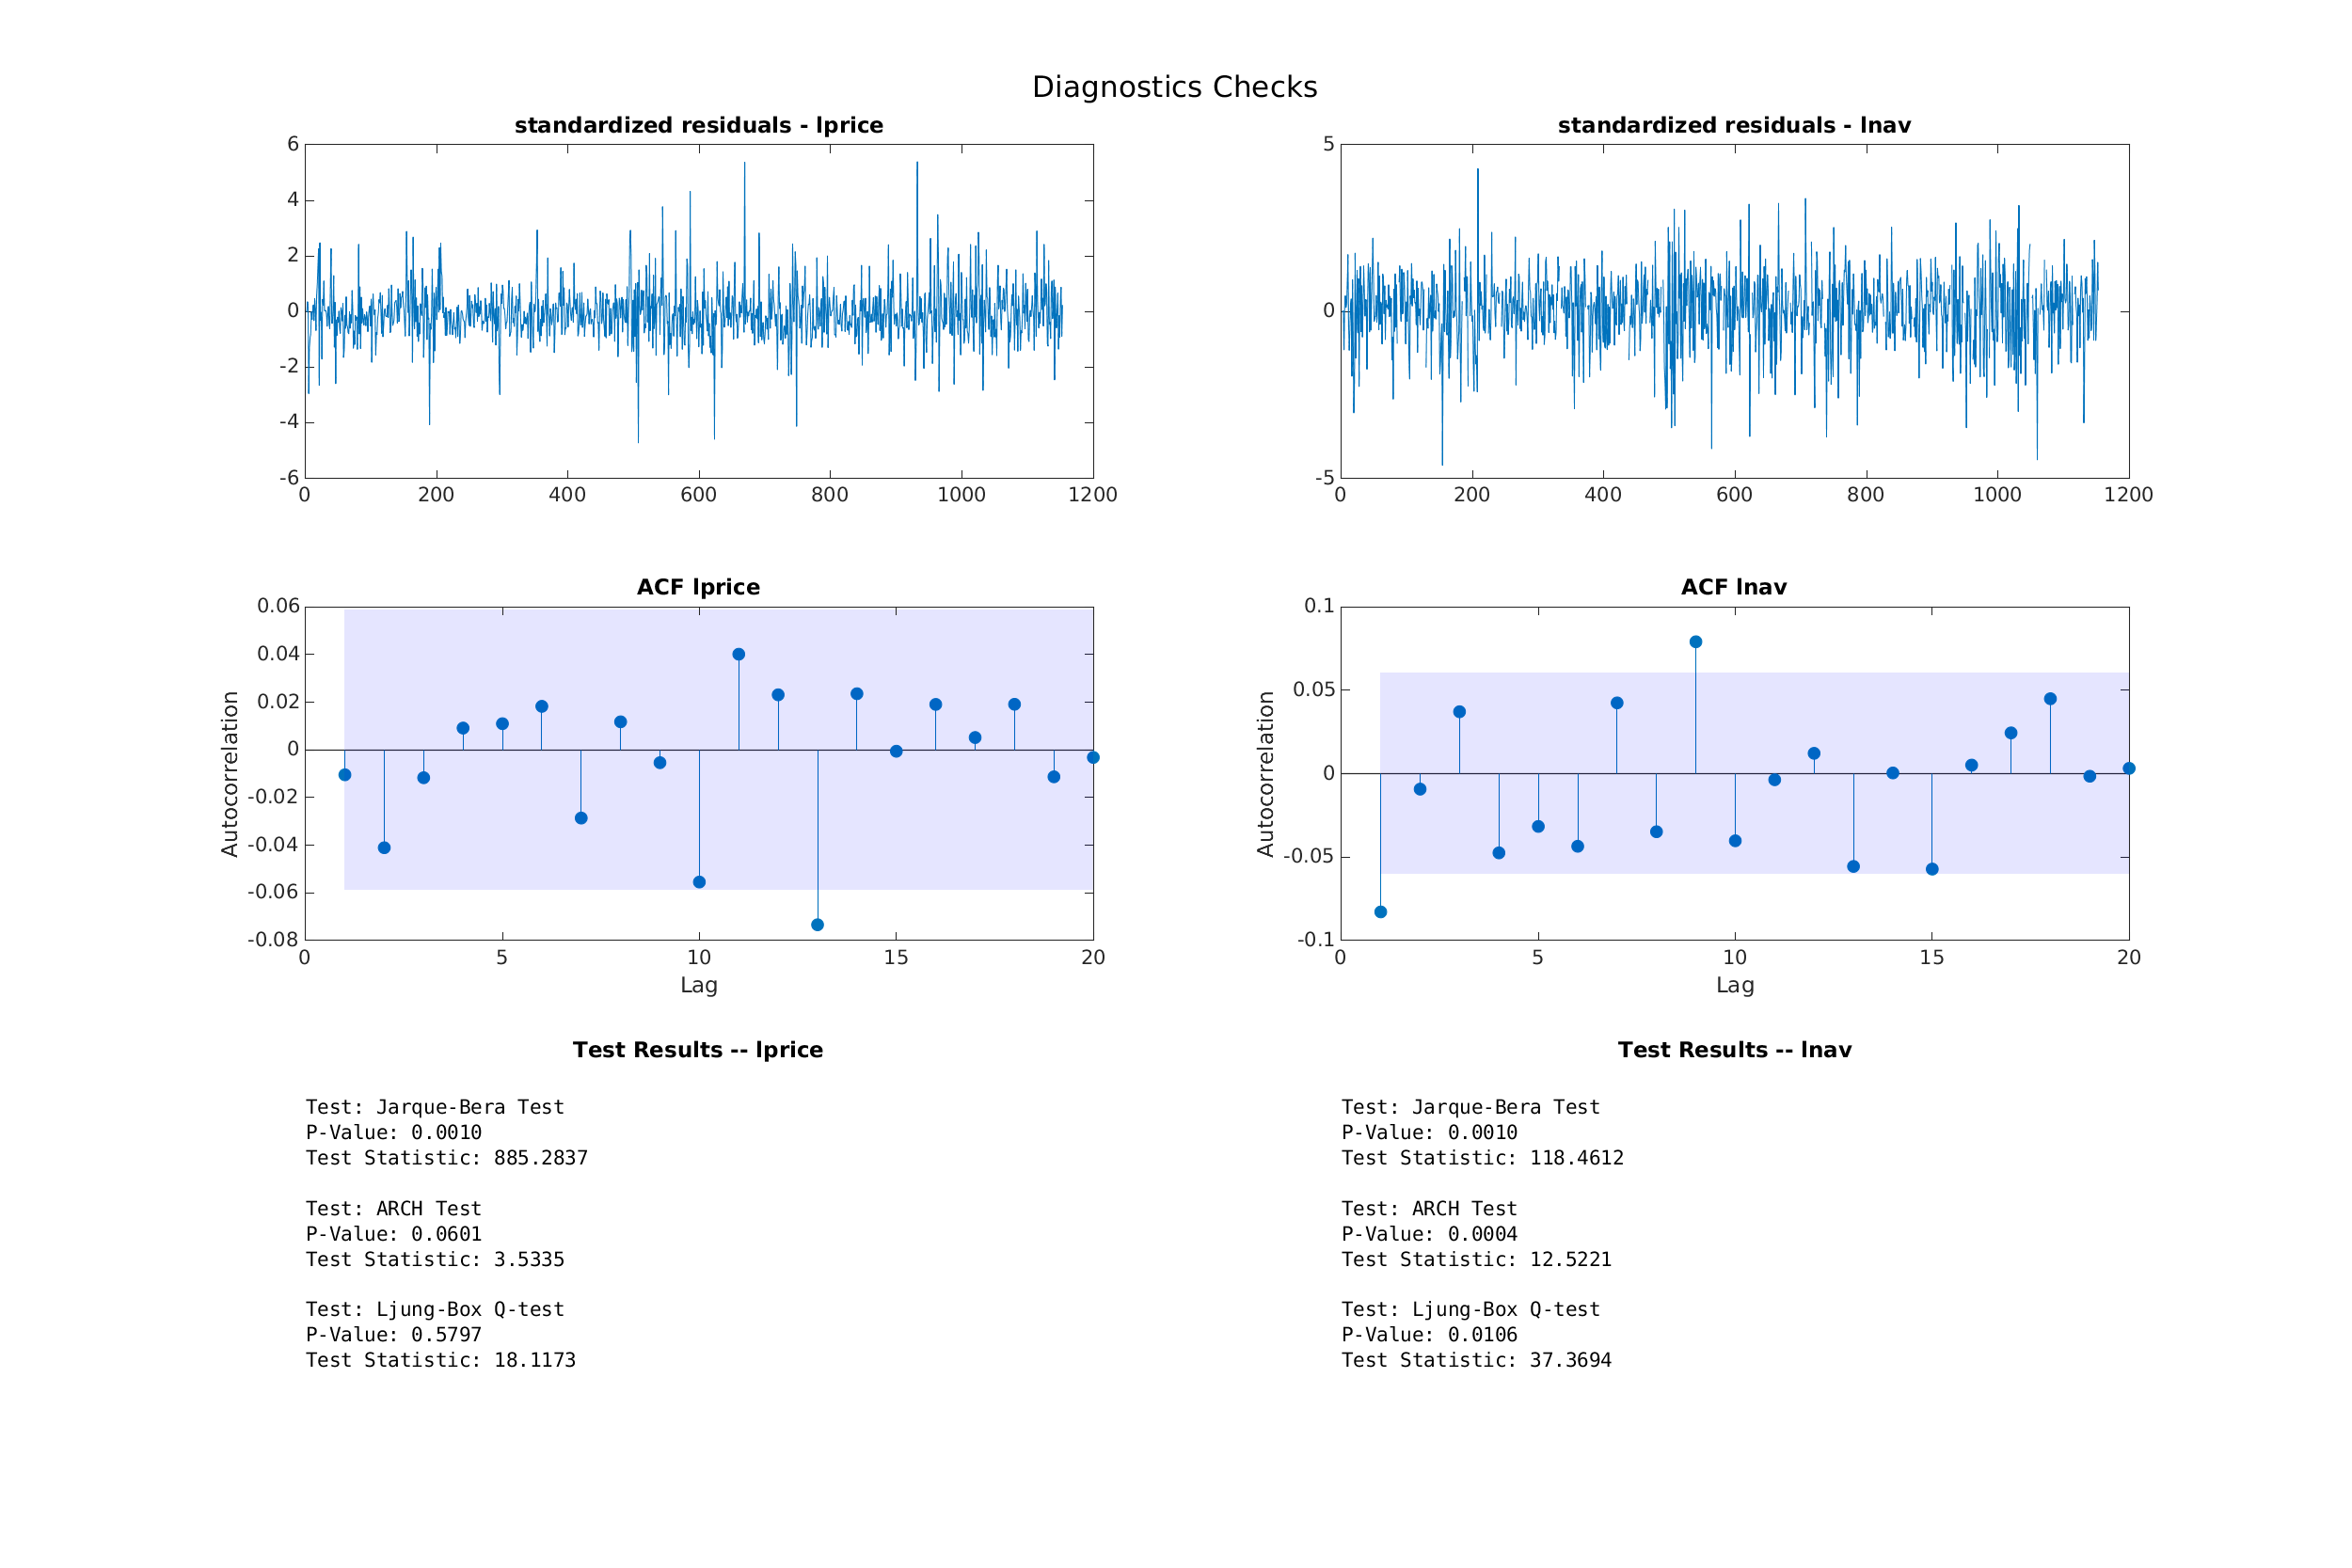 Diagnostics Checks
standardized residuals - lprice
6
4
2
0
-2
-4
-6
0 200 400 600 800 1000 1200
standardized residuals - lnav
5
0
-5
0 200 400 600 800 1000 1200
ACF lprice
Autocorrelation
0.06
0.04
0.02
0
-0.02
-0.04
-0.06
-0.08
0 5 10 15 20
Lag
ACF lnav
Autocorrelation
0.1
0.05
0
-0.05
-0.1
0 5 10 15 20
Lag
Test Results -- lprice
Test: Jarque-Bera Test
P-Value: 0.0010
Test Statistic: 885.2837
Test: ARCH Test
P-Value: 0.0601
Test Statistic: 3.5335
Test: Ljung-Box Q-test
P-Value: 0.5797
Test Statistic: 18.1173
Test Results -- lnav
Test: Jarque-Bera Test
P-Value: 0.0010
Test Statistic: 118.4612
Test: ARCH Test
P-Value: 0.0004
Test Statistic: 12.5221
Test: Ljung-Box Q-test
P-Value: 0.0106
Test Statistic: 37.3694